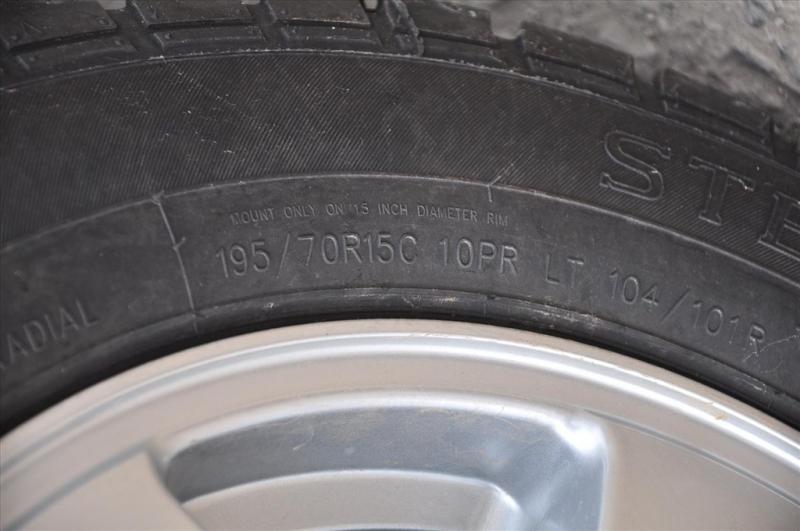 STE
MOUNT ONLY ON 15 INCH DIAMETER RIM
195/70R15C 10PR LT 104/101R
RADIAL